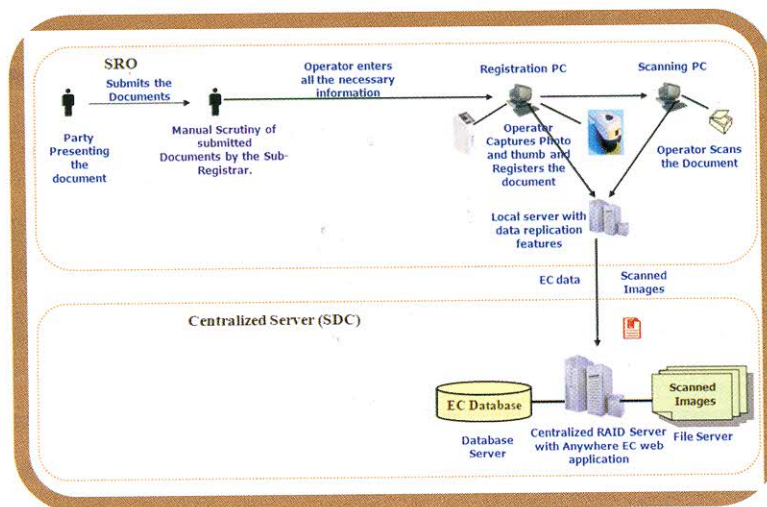 SRO
Submits the
Documents
Party
Presenting
the
document
Manual Scrutiny of
submitted
Documents by the Sub-
Registrar.
Operator enters
all the necessary
information
Registration PC
Operator
Captures Photo
and thumb and
Registers the
document
Scanning PC
Operator Scans
the Document
Local server with
data replication
features
EC data
Scanned
Images
Centralized Server (SDC)
EC Database
Database
Server
Centralized RAID Server
with Anywhere EC web
application
Scanned
Images
File Server